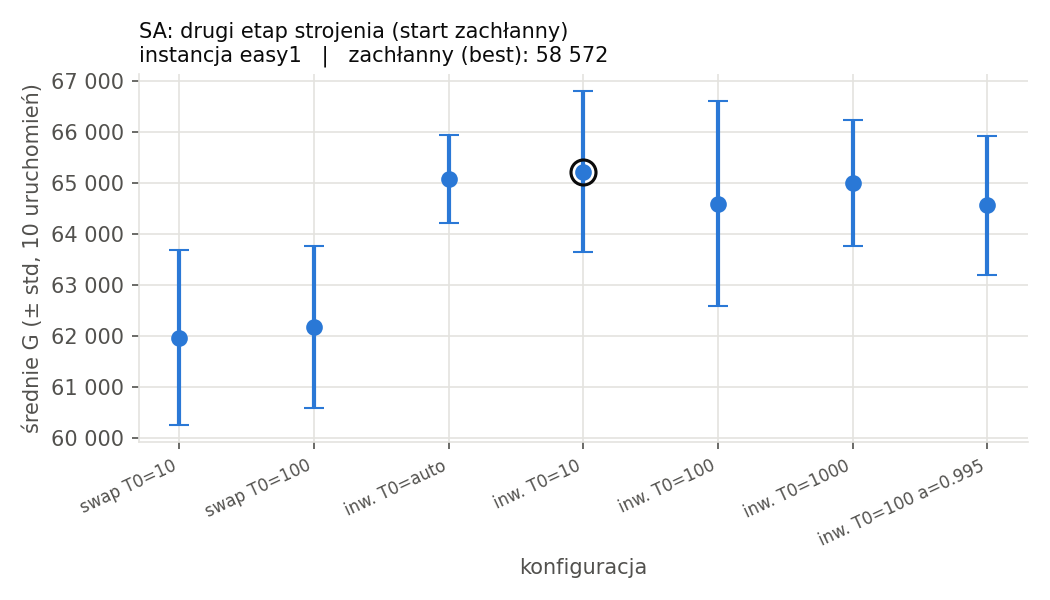 SA: drugi etap strojenia (start zachłanny)
instancja easy1 | zachłanny (best): 58 572
średnie G (± std, 10 uruchomień)
67 000
66 000
65 000
64 000
63 000
62 000
61 000
60 000
swap T0=10
swap T0=100
inw. T0=auto
inw. T0=10
inw. T0=100
inw. T0=1000
inw. T0=100 a=0.995
konfiguracja